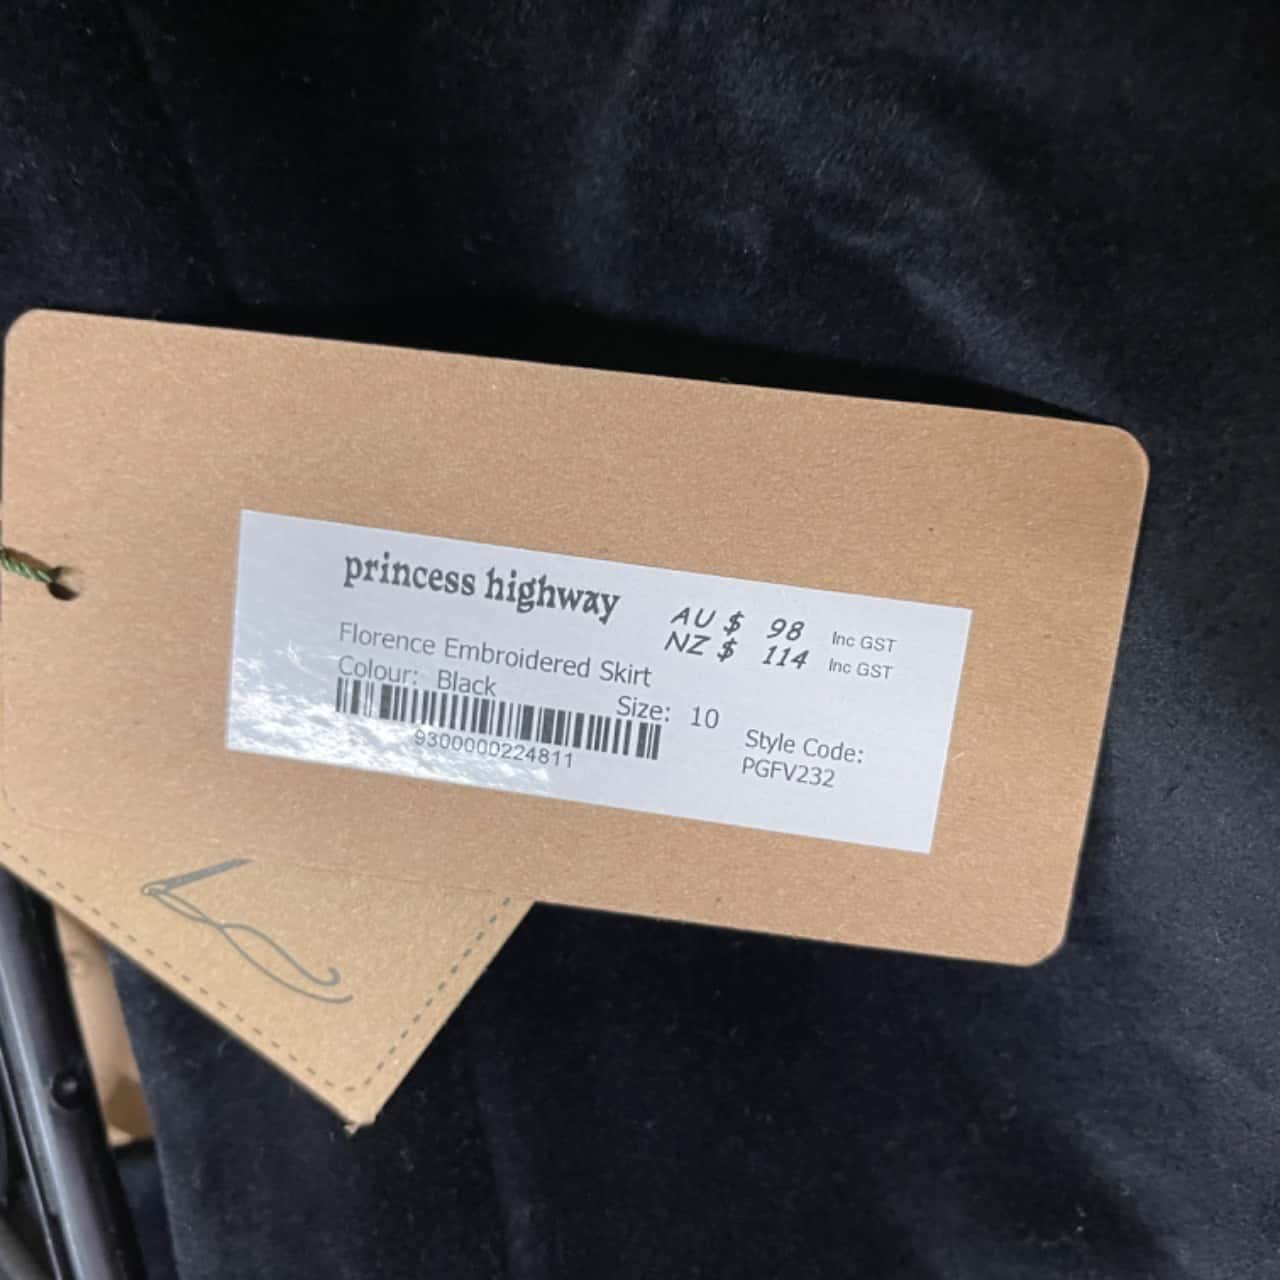 princess highway
AU $ 98 Inc GST
NZ $ 114 Inc GST
Florence Embroidered Skirt
Colour: Black
Size: 10
9300000224811
Style Code:
PGFV232